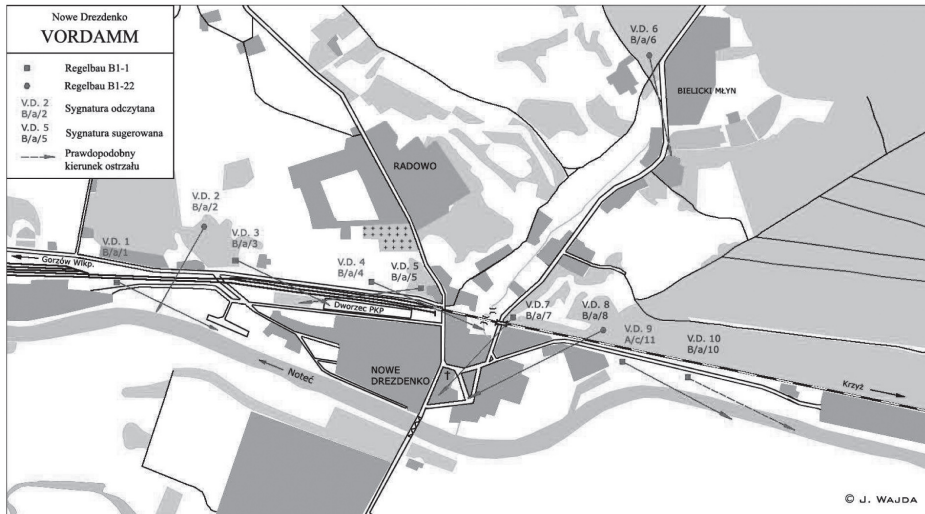 Nowe Drezdenko
VORDAMM
Regelbau B1-1
Regelbau B1-22
V.D. 2
B/a/2
Sygnatura odczytana
V.D. 5
B/a/5
Sygnatura sugerowana
Prawdopodobny
kierunek ostrzału
V.D. 6
B/a/6
BIELICKI MŁYN
RADOWO
V.D. 2
B/a/2
V.D. 3
B/a/3
V.D. 1
B/a/1
Gorzów Wlkp.
V.D. 4
B/a/4
V.D. 5
B/a/5
Dworzec PKP
V.D.7
B/a/7
V.D. 8
B/a/8
V.D. 9
A/c/11
V.D. 10
B/a/10
Noteć
NOWE
DREZDENKO
Krzyż
© J. WAJDA